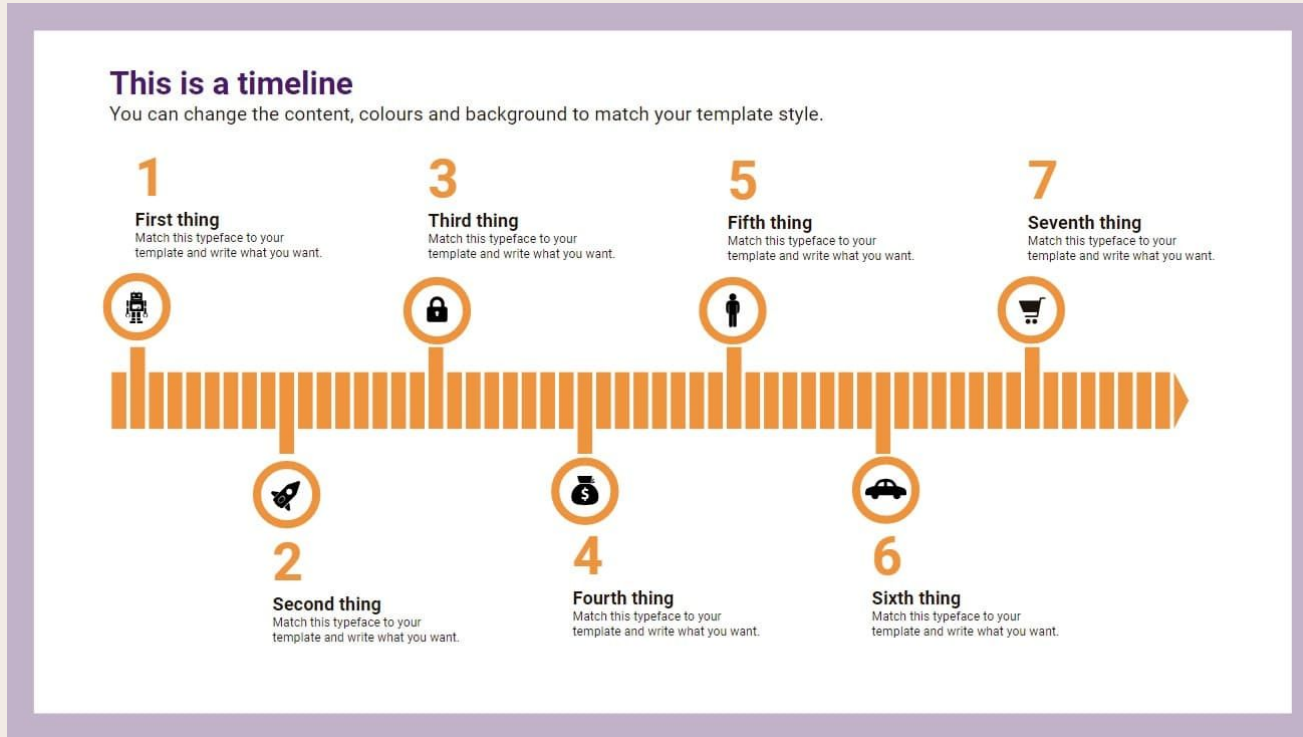 This is a timeline
You can change the content, colours and background to match your template style.
1
First thing
Match this typeface to your
template and write what you want.
3
Third thing
Match this typeface to your
template and write what you want.
5
Fifth thing
Match this typeface to your
template and write what you want.
7
Seventh thing
Match this typeface to your
template and write what you want.
$
2
Second thing
Match this typeface to your
template and write what you want.
4
Fourth thing
Match this typeface to your
template and write what you want.
6
Sixth thing
Match this typeface to your
template and write what you want.